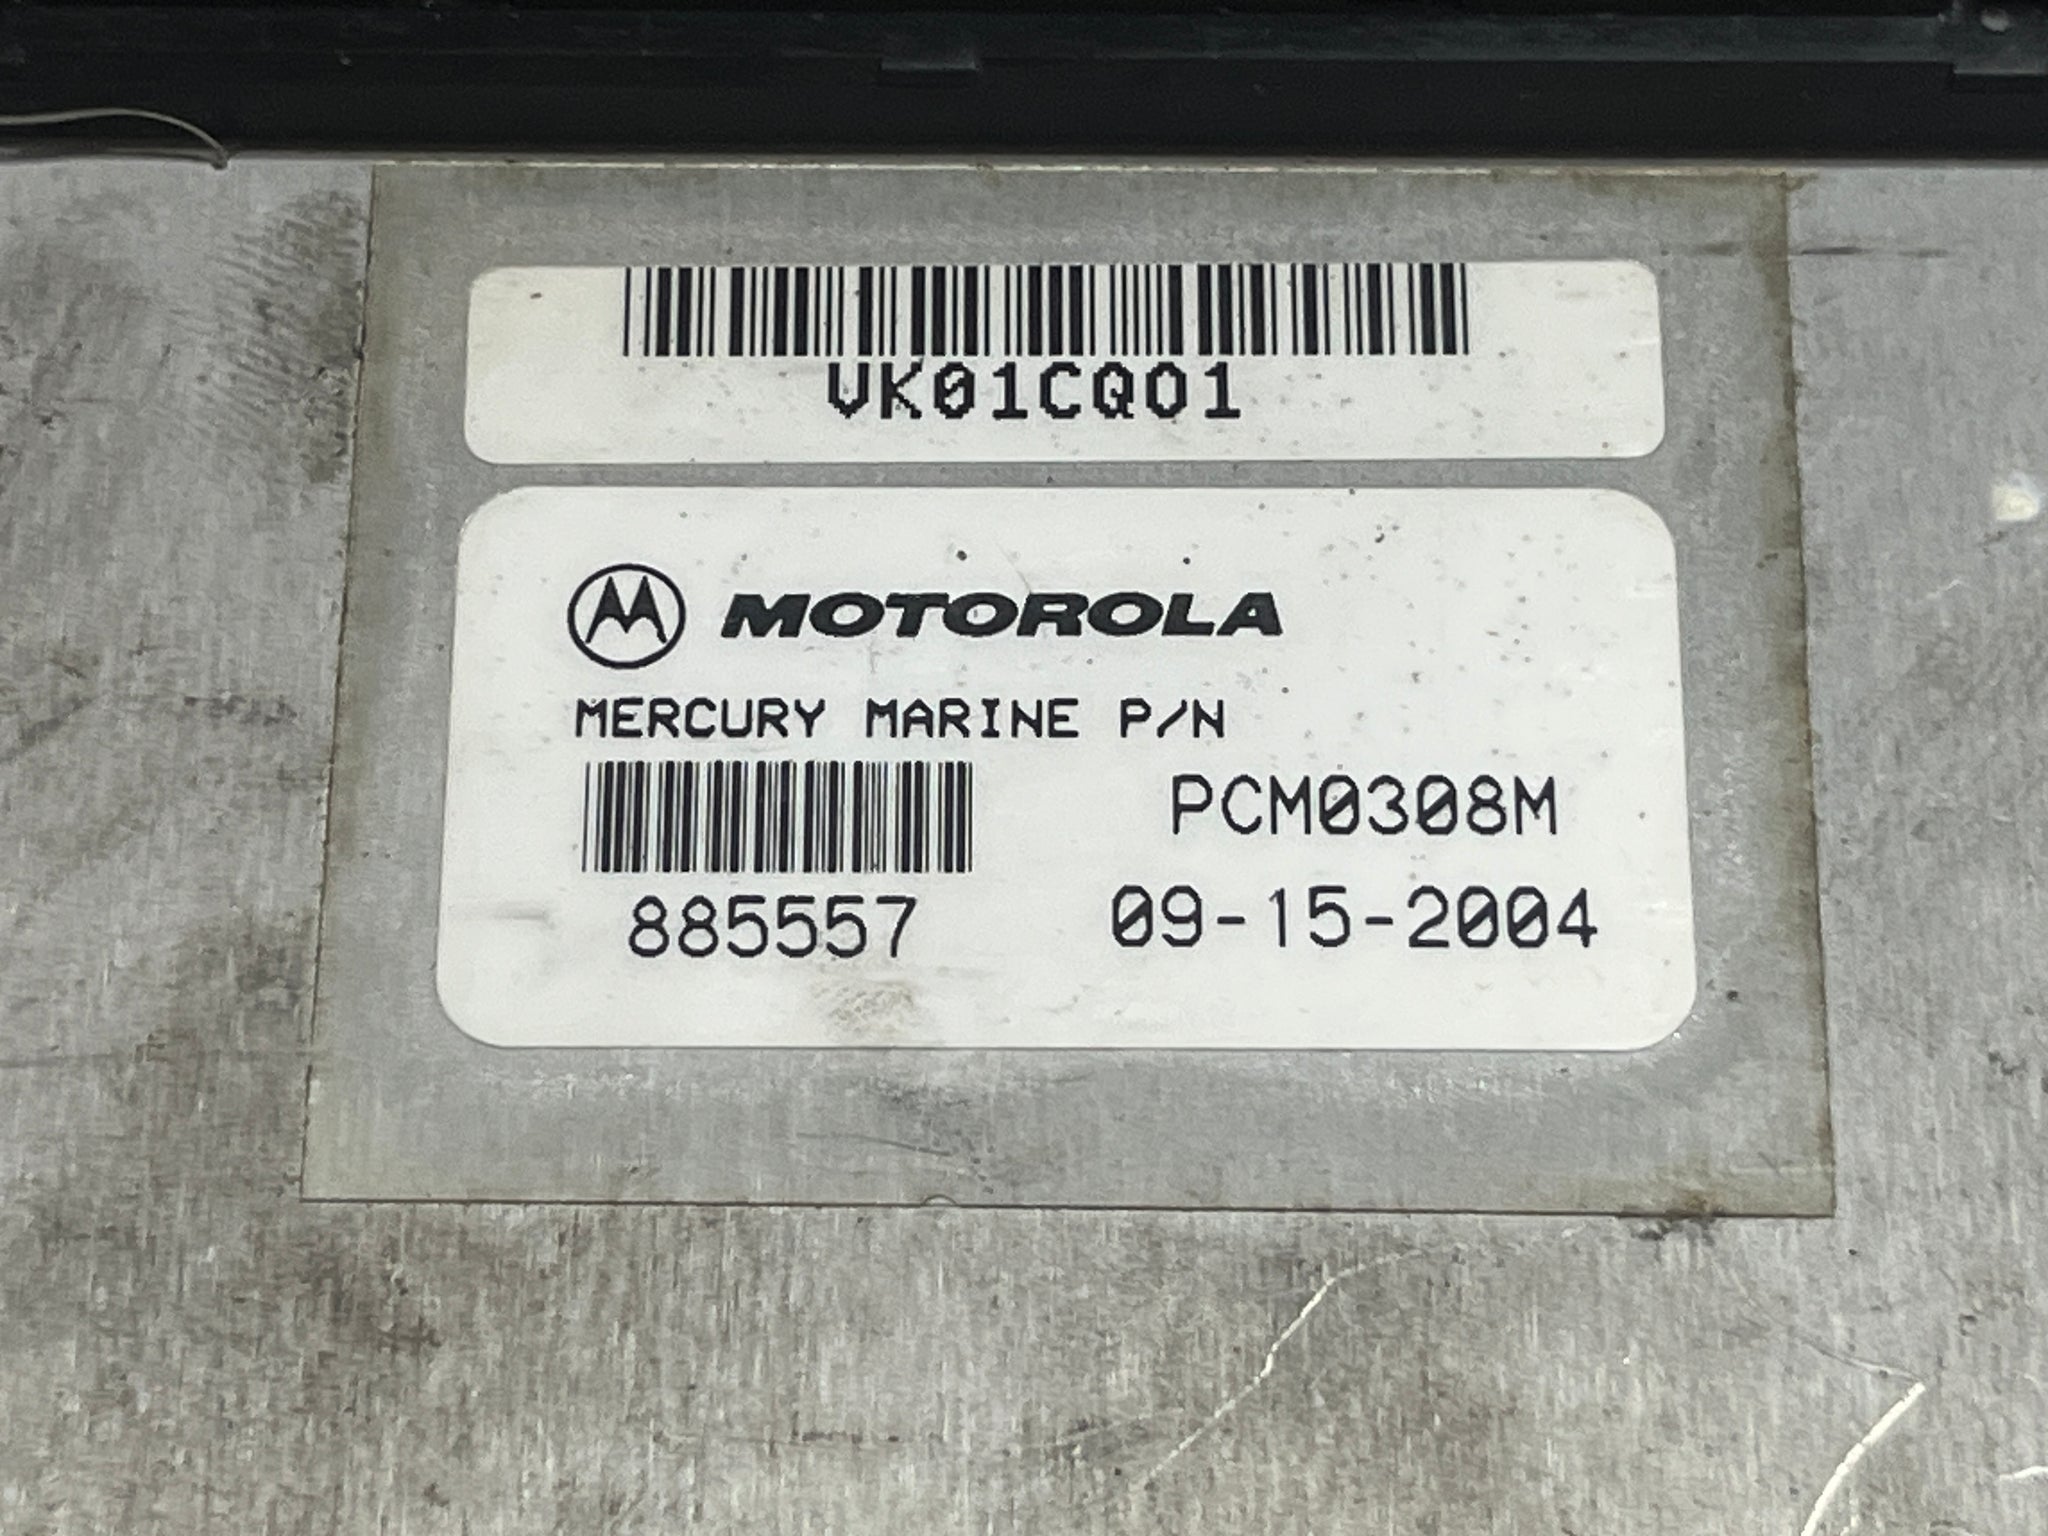 VK01CQ01
MOTOROLA
MERCURY MARINE P/N
PCM0308M
885557
09-15-2004